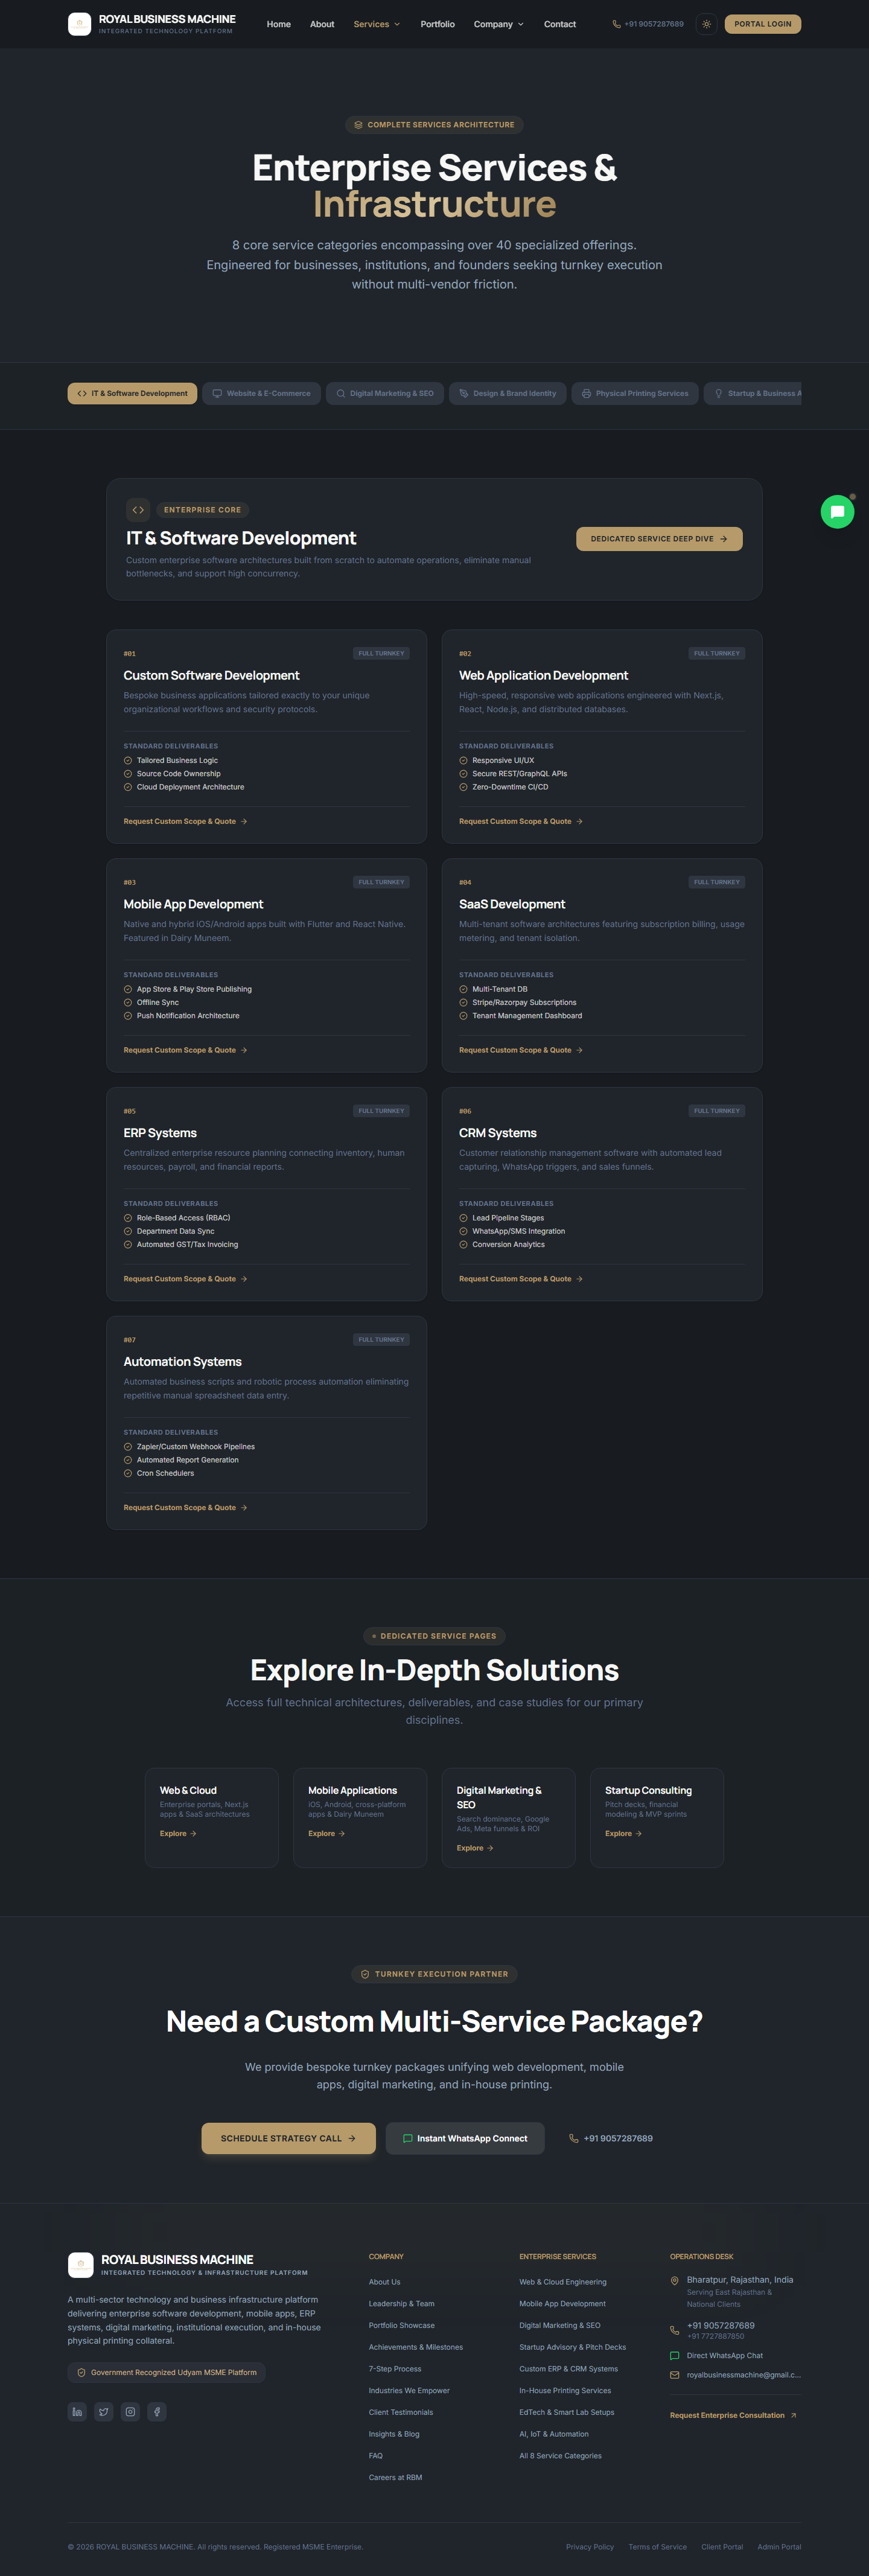 ROYAL BUSINESS MACHINE
INTEGRATED TECHNOLOGY PLATFORM
Home About Services Portfolio Company Contact
+91 9057287689
PORTAL LOGIN
COMPLETE SERVICES ARCHITECTURE
Enterprise Services &
Infrastructure
8 core service categories encompassing over 40 specialized offerings.
Engineered for businesses, institutions, and founders seeking turnkey execution
without multi-vendor friction.
IT & Software Development
Website & E-Commerce
Digital Marketing & SEO
Design & Brand Identity
Physical Printing Services
Startup & Business A
ENTERPRISE CORE
IT & Software Development
Custom enterprise software architectures built from scratch to automate operations, eliminate manual
bottlenecks, and support high concurrency.
DEDICATED SERVICE DEEP DIVE
#01
FULL TURNKEY
Custom Software Development
Bespoke business applications tailored exactly to your unique
organizational workflows and security protocols.
STANDARD DELIVERABLES
Tailored Business Logic
Source Code Ownership
Cloud Deployment Architecture
Request Custom Scope & Quote
#02
FULL TURNKEY
Web Application Development
High-speed, responsive web applications engineered with Next.js,
React, Node.js, and distributed databases.
STANDARD DELIVERABLES
Responsive UI/UX
Secure REST/GraphQL APIs
Zero-Downtime CI/CD
Request Custom Scope & Quote
#03
FULL TURNKEY
Mobile App Development
Native and hybrid iOS/Android apps built with Flutter and React Native.
Featured in Dairy Muneem.
STANDARD DELIVERABLES
App Store & Play Store Publishing
Offline Sync
Push Notification Architecture
Request Custom Scope & Quote
#04
FULL TURNKEY
SaaS Development
Multi-tenant software architectures featuring subscription billing, usage
metering, and tenant isolation.
STANDARD DELIVERABLES
Multi-Tenant DB
Stripe/Razorpay Subscriptions
Tenant Management Dashboard
Request Custom Scope & Quote
#05
FULL TURNKEY
ERP Systems
Centralized enterprise resource planning connecting inventory, human
resources, payroll, and financial reports.
STANDARD DELIVERABLES
Role-Based Access (RBAC)
Department Data Sync
Automated GST/Tax Invoicing
Request Custom Scope & Quote
#06
FULL TURNKEY
CRM Systems
Customer relationship management software with automated lead
capturing, WhatsApp triggers, and sales funnels.
STANDARD DELIVERABLES
Lead Pipeline Stages
WhatsApp/SMS Integration
Conversion Analytics
Request Custom Scope & Quote
#07
FULL TURNKEY
Automation Systems
Automated business scripts and robotic process automation eliminating
repetitive manual spreadsheet data entry.
STANDARD DELIVERABLES
Zapier/Custom Webhook Pipelines
Automated Report Generation
Cron Schedulers
Request Custom Scope & Quote
DEDICATED SERVICE PAGES
Explore In-Depth Solutions
Access full technical architectures, deliverables, and case studies for our primary
disciplines.
Web & Cloud
Enterprise portals, Next.js
apps & SaaS architectures
Explore
Mobile Applications
iOS, Android, cross-platform
apps & Dairy Muneem
Explore
Digital Marketing &
SEO
Search dominance, Google
Ads, Meta funnels & ROI
Explore
Startup Consulting
Pitch decks, financial
modeling & MVP sprints
Explore
TURNKEY EXECUTION PARTNER
Need a Custom Multi-Service Package?
We provide bespoke turnkey packages unifying web development, mobile
apps, digital marketing, and in-house printing.
SCHEDULE STRATEGY CALL
Instant WhatsApp Connect
+91 9057287689
ROYAL BUSINESS MACHINE
INTEGRATED TECHNOLOGY & INFRASTRUCTURE PLATFORM
A multi-sector technology and business infrastructure platform
delivering enterprise software development, mobile apps, ERP
systems, digital marketing, institutional execution, and in-house
physical printing collateral.
Government Recognized Udyam MSME Platform
COMPANY
About Us
Leadership & Team
Portfolio Showcase
Achievements & Milestones
7-Step Process
Industries We Empower
Client Testimonials
Insights & Blog
FAQ
Careers at RBM
ENTERPRISE SERVICES
Web & Cloud Engineering
Mobile App Development
Digital Marketing & SEO
Startup Advisory & Pitch Decks
Custom ERP & CRM Systems
In-House Printing Services
EdTech & Smart Lab Setups
AI, IoT & Automation
All 8 Service Categories
OPERATIONS DESK
Bharatpur, Rajasthan, India
Serving East Rajasthan &
National Clients
+91 9057287689
+91 7727887850
Direct WhatsApp Chat
royalbusinessmachine@gmail.c...
Request Enterprise Consultation
© 2026 ROYAL BUSINESS MACHINE. All rights reserved. Registered MSME Enterprise.
Privacy Policy Terms of Service Client Portal Admin Portal